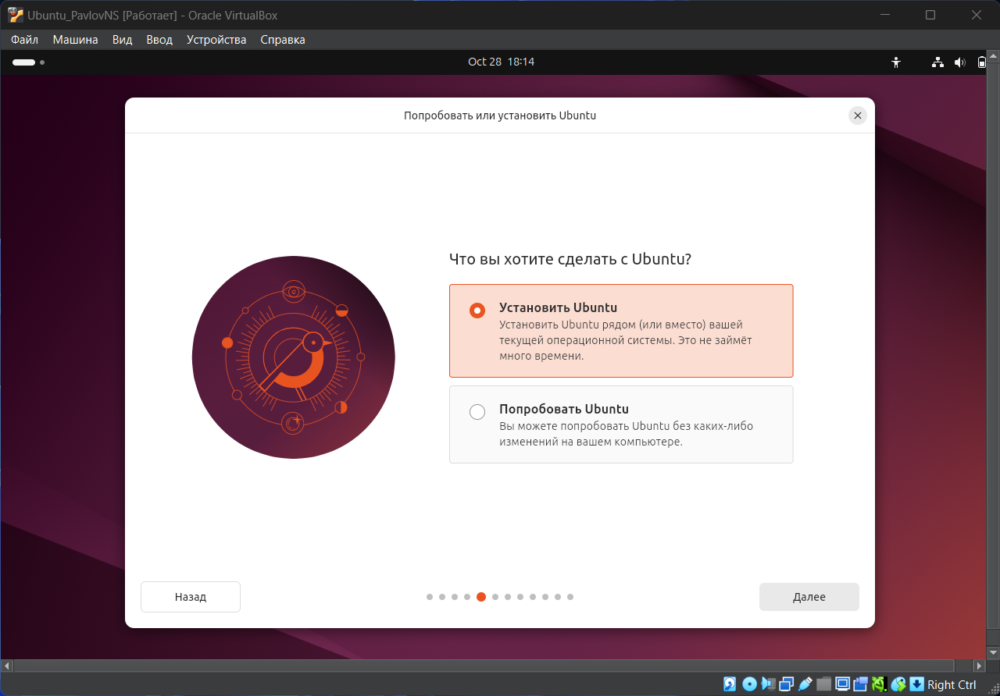 Ubuntu_PavlovNS [Работает] - Oracle VirtualBox
Файл Машина Вид Ввод Устройства Справка
Oct 28 18:14
Попробовать или установить Ubuntu
Что вы хотите сделать с Ubuntu?
Установить Ubuntu
Установить Ubuntu рядом (или вместо) вашей
текущей операционной системы. Это не займёт
много времени.
Попробовать Ubuntu
Вы можете попробовать Ubuntu без каких-либо
изменений на вашем компьютере.
Назад
Далее
Right Ctrl